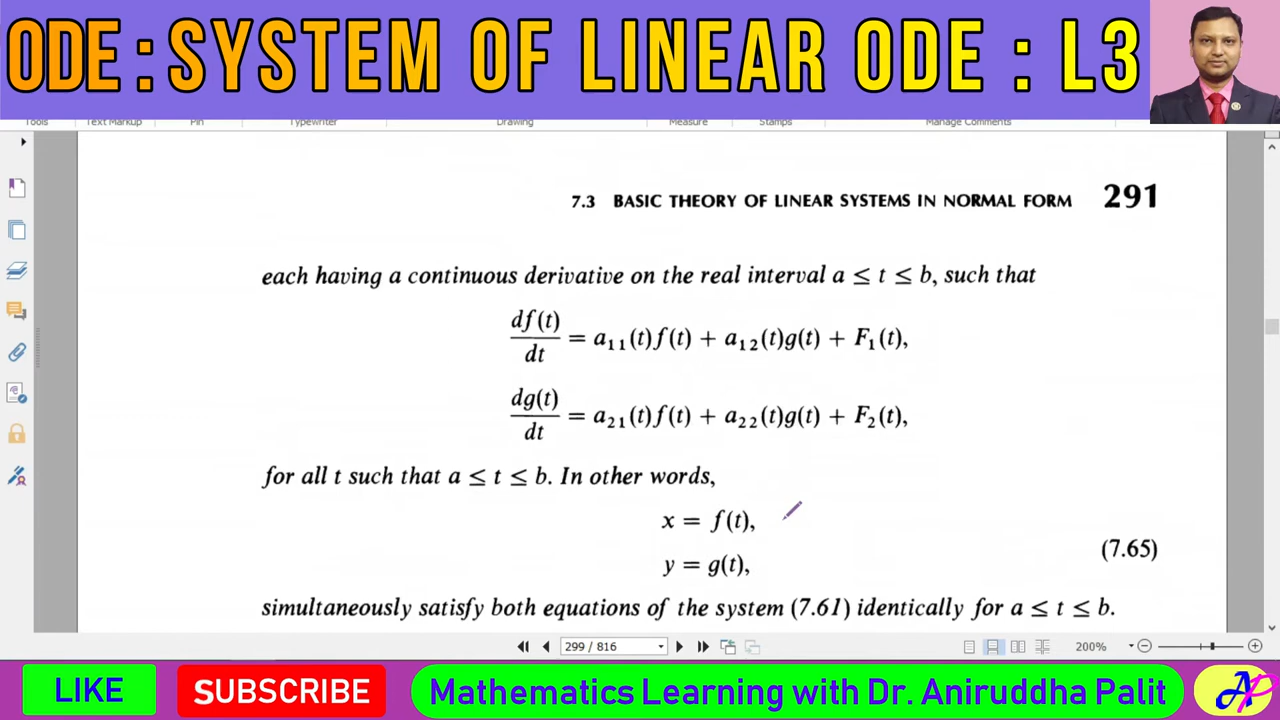 ODE : SYSTEM OF LINEAR ODE : L3
Tools Text Markup Pin Typewriter Drawing Measure Stamps Manage Comments
7.3 BASIC THEORY OF LINEAR SYSTEMS IN NORMAL FORM 291
each having a continuous derivative on the real interval a ≤ t ≤ b, such that
df(t)/dt = a₁₁(t)f(t) + a₁₂(t)g(t) + F₁(t),
dg(t)/dt = a₂₁(t)f(t) + a₂₂(t)g(t) + F₂(t),
for all t such that a ≤ t ≤ b. In other words,
x = f(t),
(7.65)
y = g(t),
simultaneously satisfy both equations of the system (7.61) identically for a ≤ t ≤ b.
299 / 816 200%
LIKE SUBSCRIBE Mathematics Learning with Dr. Aniruddha Palit AP